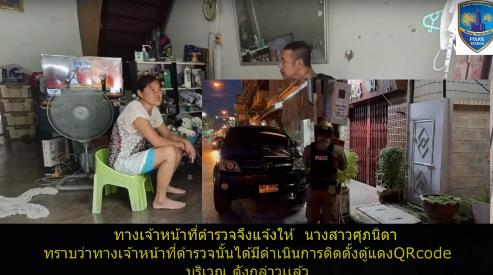 POLICE
BEYOND
POLICE
ทางเจ้าหน้าที่ตำรวจจึงแจ้งให้ นางสาวศุภนิดา
ทราบว่าทางเจ้าหน้าที่ตำรวจนั้นได้มีดำเนินการติดตั้งตู้แดงQRcode
บริเวณ ดังกล่าวแล้ว